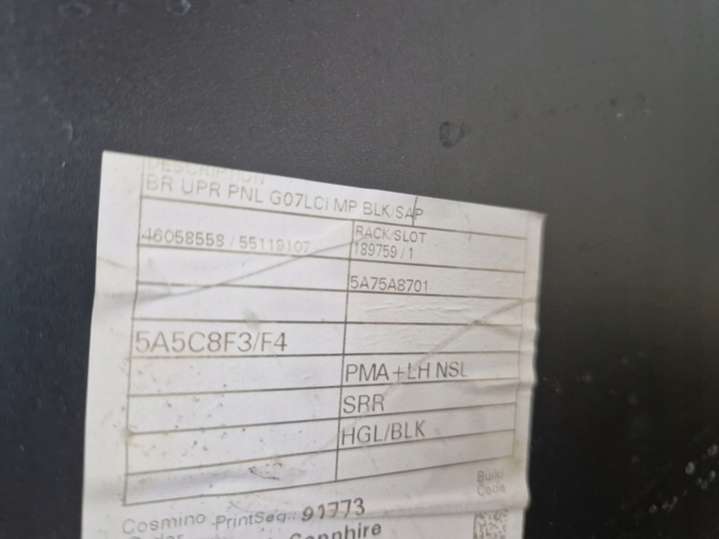 DESCRIPTION
BR UPR PNL G07LCi MP BLK/SAP
46058558 / 55119107
RACK/SLOT
189759 / 1
5A75A8701
5A5C8F3/F4
PMA+LH NSL
SRR
HGL/BLK
Build
Code
Cosmino PrintSeq.: 91773
Sapphire